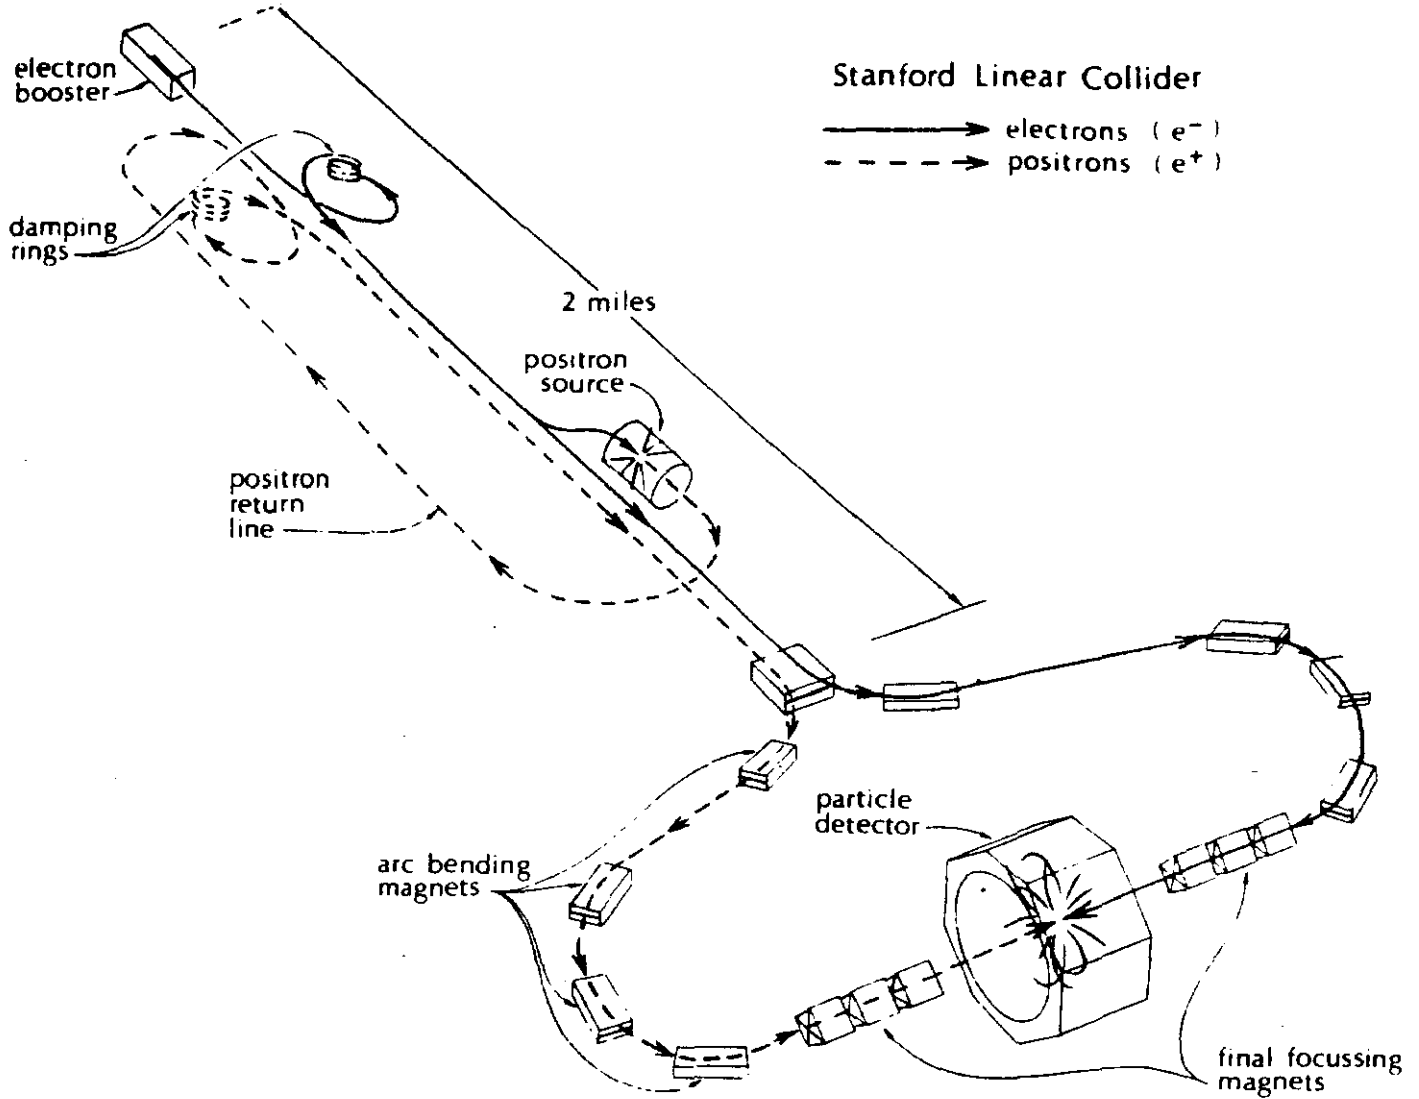 Stanford Linear Collider
electrons (e⁻)
positrons (e⁺)
electron
booster
damping
rings
2 miles
positron
source
positron
return
line
particle
detector
arc bending
magnets
final focussing
magnets